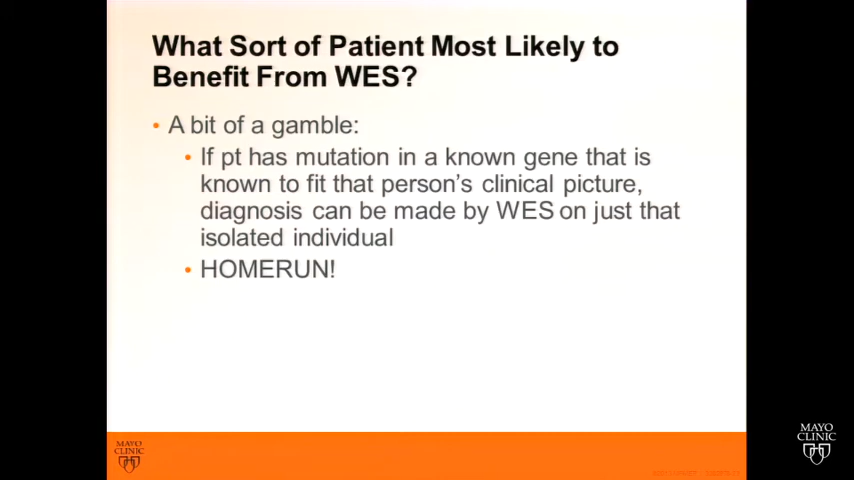 What Sort of Patient Most Likely to
Benefit From WES?
• A bit of a gamble:
• If pt has mutation in a known gene that is
known to fit that person's clinical picture,
diagnosis can be made by WES on just that
isolated individual
• HOMERUN!
MAYO
CLINIC
MAYO
CLINIC